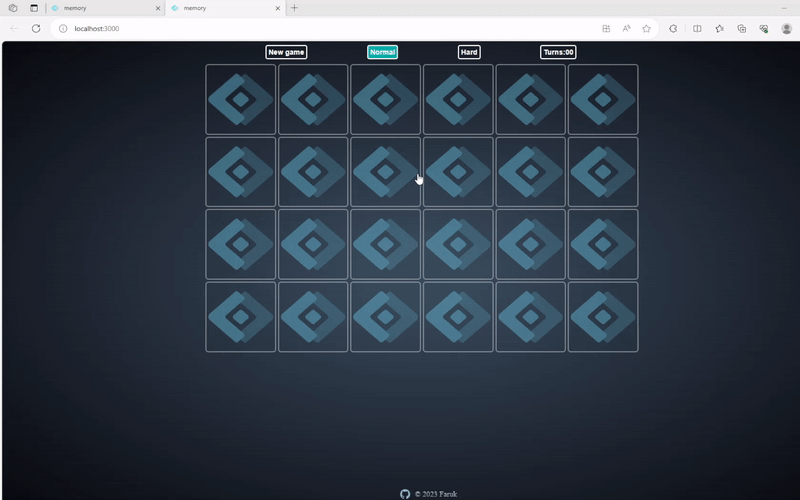 memory
memory
localhost:3000
New game
Normal
Hard
Turns:00
© 2023 Faruk